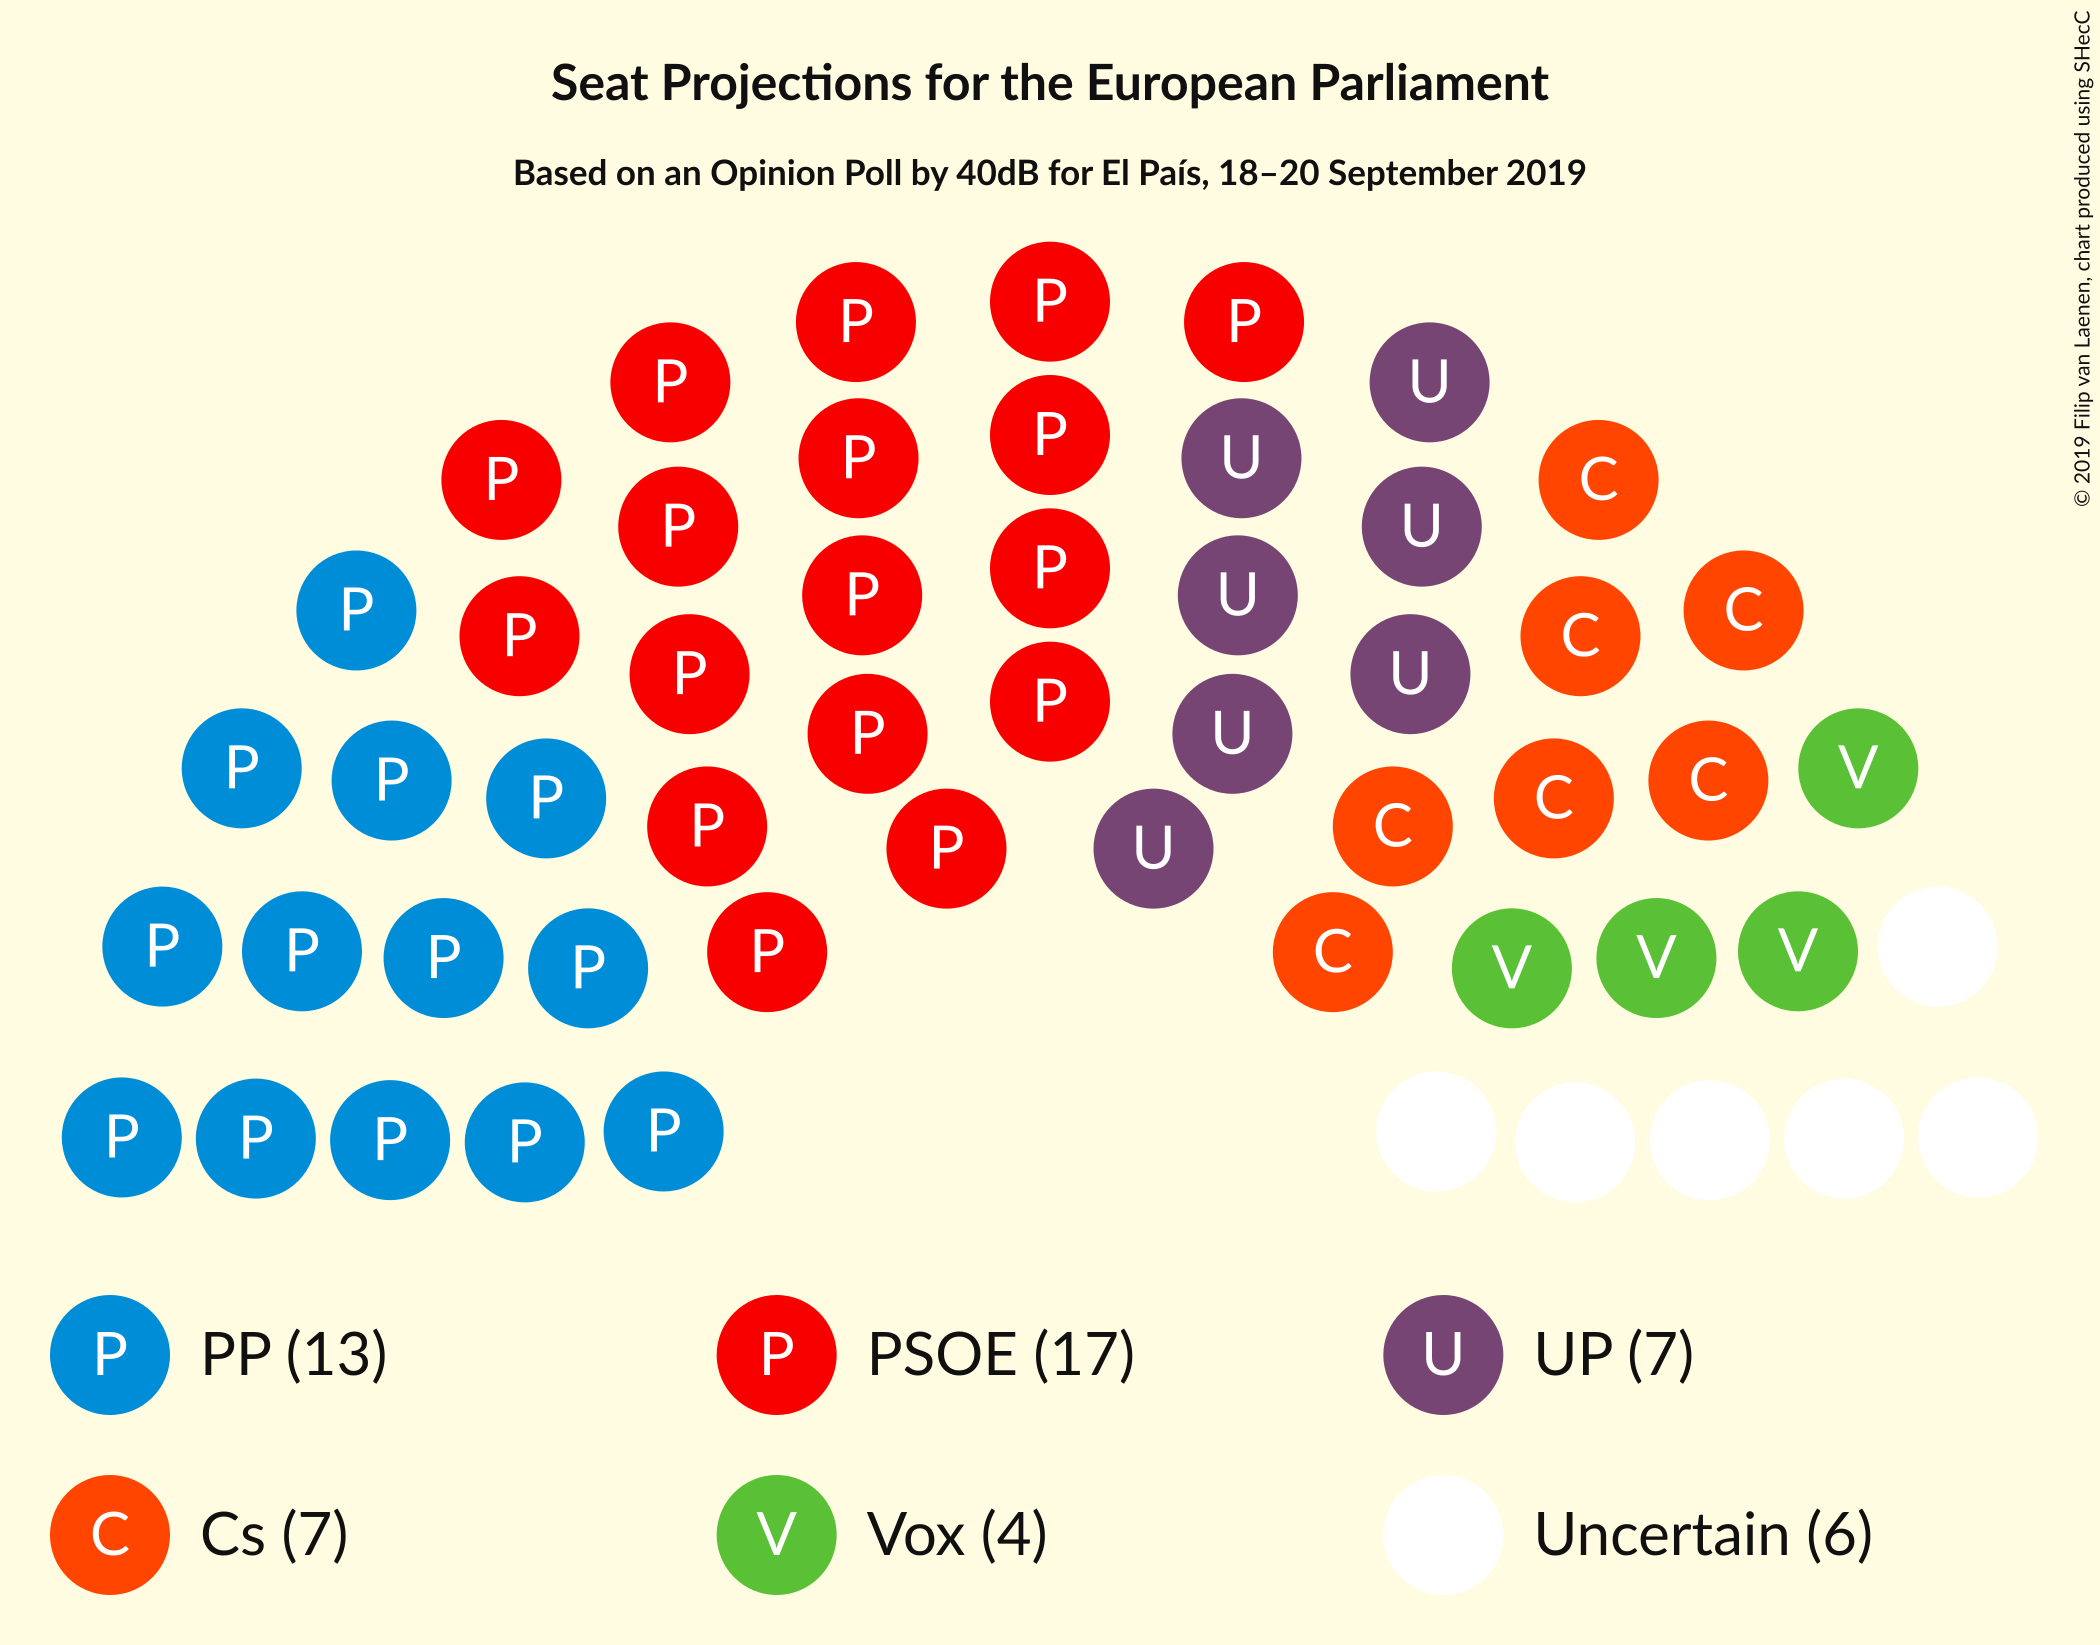 Seat Projections for the European Parliament
Based on an Opinion Poll by 40dB for El País, 18–20 September 2019
© 2019 Filip van Laenen, chart produced using SHecC
P P P
P U
P P U
P P U C
P P U
P P U C C
P P
P P U
P P P C C V
P P U C
P P P P P C V V V
P P P P P
P PP (13) P PSOE (17) U UP (7)
C Cs (7) V Vox (4) Uncertain (6)